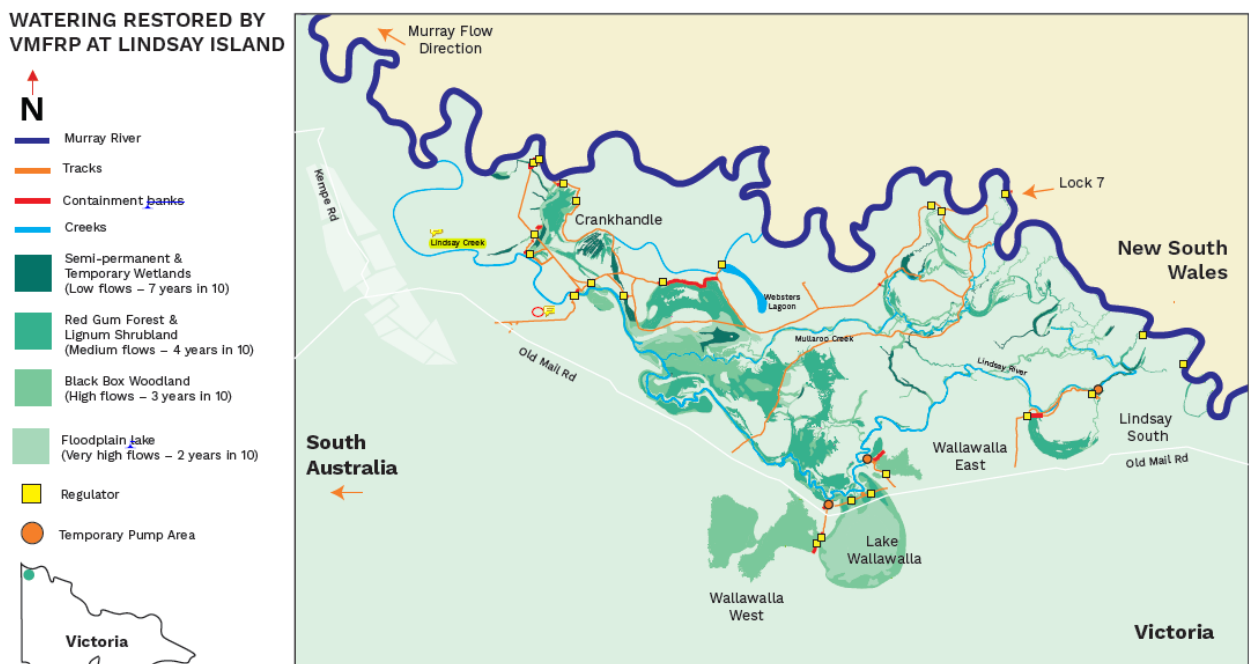 WATERING RESTORED BY
VMFRP AT LINDSAY ISLAND
N
Murray River
Tracks
Containment banks
Creeks
Semi-permanent &
Temporary Wetlands
(Low flows – 7 years in 10)
Red Gum Forest &
Lignum Shrubland
(Medium flows – 4 years in 10)
Black Box Woodland
(High flows – 3 years in 10)
Floodplain lake
(Very high flows – 2 years in 10)
Regulator
Temporary Pump Area
Victoria
Murray Flow
Direction
Kempe Rd
Lock 7
Crankhandle
Lindsay Creek
New South
Wales
Websters
Lagoon
Mullaroo Creek
Old Mail Rd
Lindsay River
Lindsay
South
South
Australia
Wallawalla
East
Old Mail Rd
Lake
Wallawalla
Wallawalla
West
Victoria